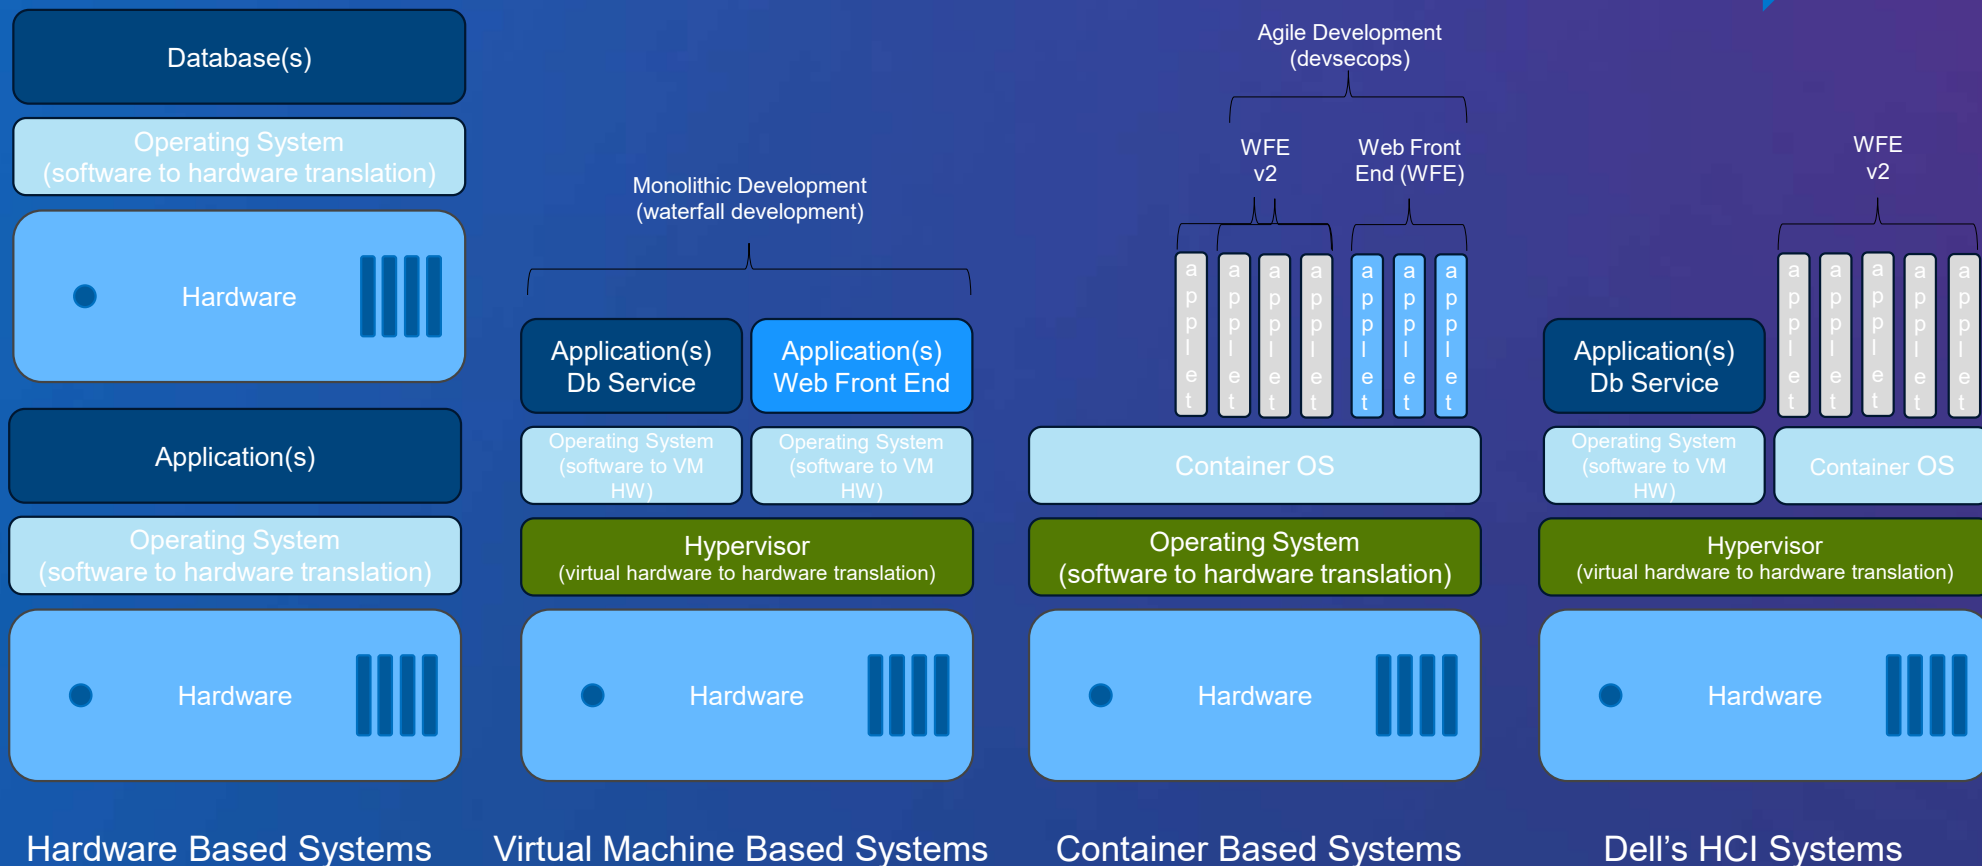 Database(s)
Operating System
(software to hardware translation)
Hardware
Application(s)
Operating System
(software to hardware translation)
Hardware
Hardware Based Systems
Monolithic Development
(waterfall development)
Application(s)
Db Service
Application(s)
Web Front End
Operating System
(software to VM
HW)
Operating System
(software to VM
HW)
Hypervisor
(virtual hardware to hardware translation)
Hardware
Virtual Machine Based Systems
Agile Development
(devsecops)
WFE
v2
Web Front
End (WFE)
applet
applet
applet
applet
applet
applet
applet
Container OS
Operating System
(software to hardware translation)
Hardware
Container Based Systems
WFE
v2
Application(s)
Db Service
applet
applet
applet
applet
applet
Operating System
(software to VM
HW)
Container OS
Hypervisor
(virtual hardware to hardware translation)
Hardware
Dell's HCI Systems